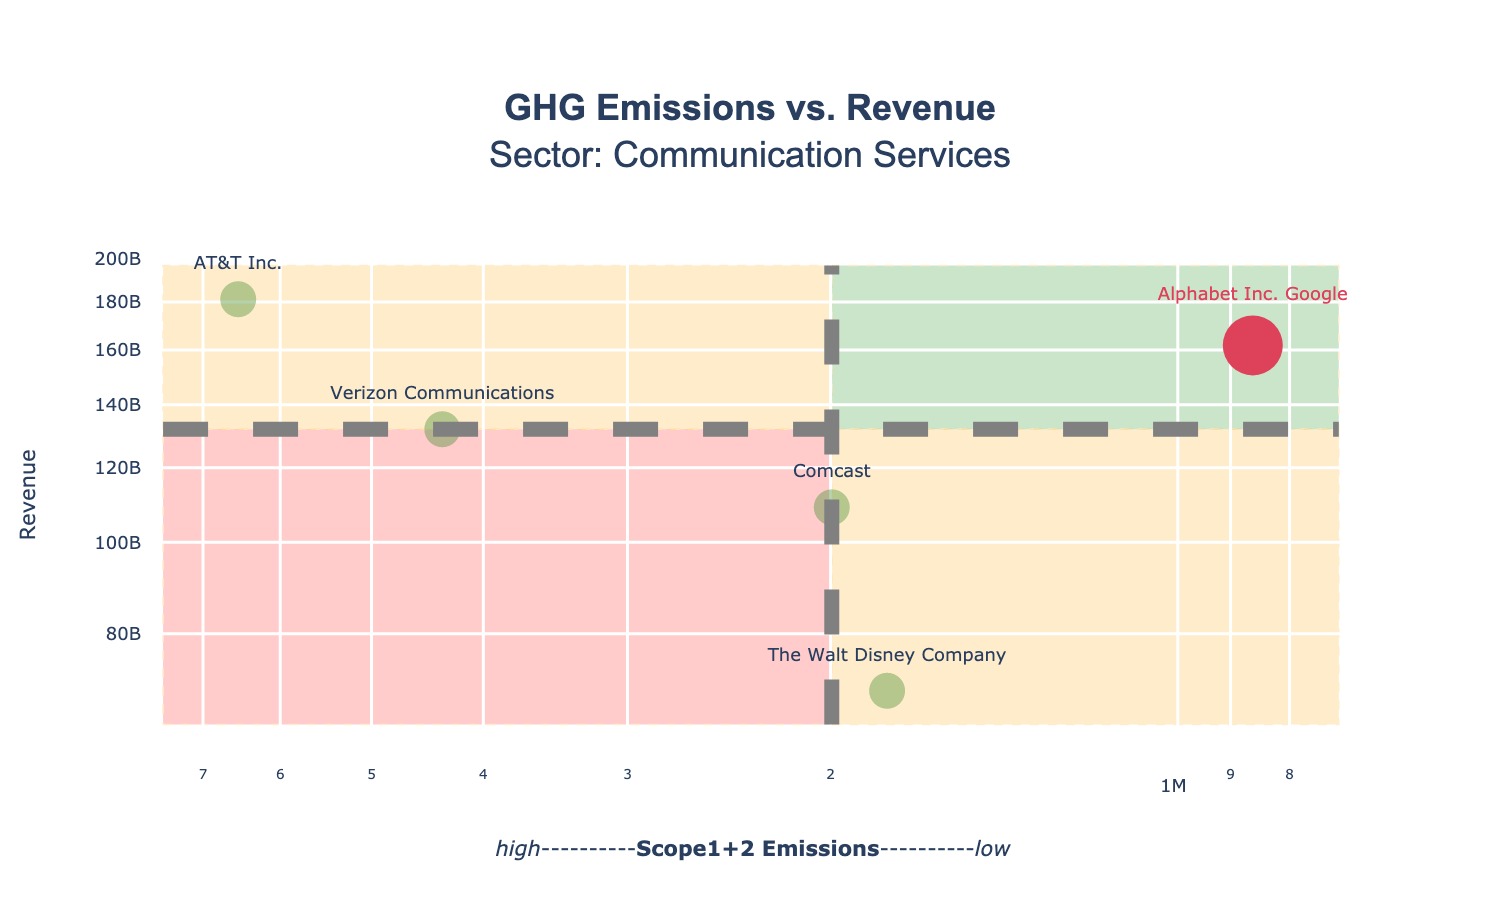 GHG Emissions vs. Revenue
Sector: Communication Services
200B
AT&T Inc.
180B
Alphabet Inc. Google
160B
Verizon Communications
140B
120B
Comcast
Revenue
100B
80B
The Walt Disney Company
7 6 5 4 3 2 1M 9 8
high----------Scope1+2 Emissions----------low